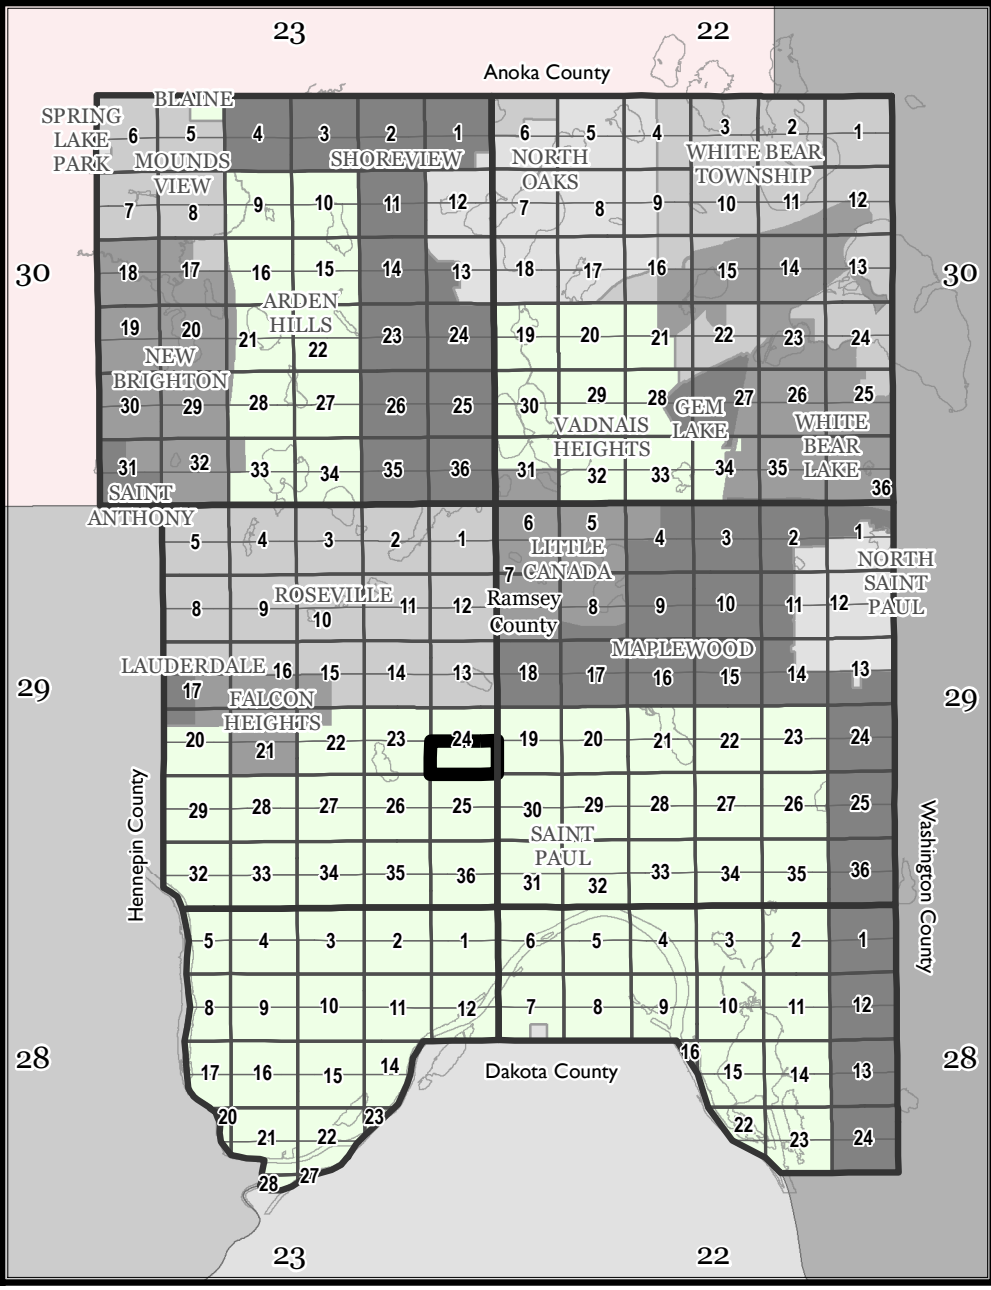 23 22
Anoka County
BLAINE
SPRING
LAKE
PARK
6 5 4 3 2 1 6 5 4 3 2 1
MOUNDS
VIEW
SHOREVIEW
NORTH
OAKS
WHITE BEAR
TOWNSHIP
7 8 9 10 11 12 7 8 9 10 11 12
30 18 17 16 15 14 13 18 17 16 15 14 13 30
ARDEN
HILLS
19 20 21 22 23 24 19 20 21 22 23 24
NEW
BRIGHTON
30 29 28 27 26 25 30 29 28 27 26 25
GEM
LAKE
VADNAIS
HEIGHTS
WHITE
BEAR
LAKE
31 32 33 34 35 36 31 32 33 34 35 36
SAINT
ANTHONY
5 4 3 2 1 6 5 4 3 2 1
LITTLE
CANADA
NORTH
SAINT
PAUL
8 9 10 11 12 7 8 9 10 11 12
ROSEVILLE
Ramsey
County
MAPLEWOOD
LAUDERDALE
17 16 15 14 13 18 17 16 15 14 13
29 29
FALCON
HEIGHTS
20 21 22 23 24 19 20 21 22 23 24
Hennepin County
29 28 27 26 25 30 29 28 27 26 25
Washington County
SAINT
PAUL
32 33 34 35 36 31 32 33 34 35 36
5 4 3 2 1 6 5 4 3 2 1
8 9 10 11 12 7 8 9 10 11 12
28 17 16 15 14 16 15 14 13 28
Dakota County
20 21 22 23 22 23 24
28 27
23 22